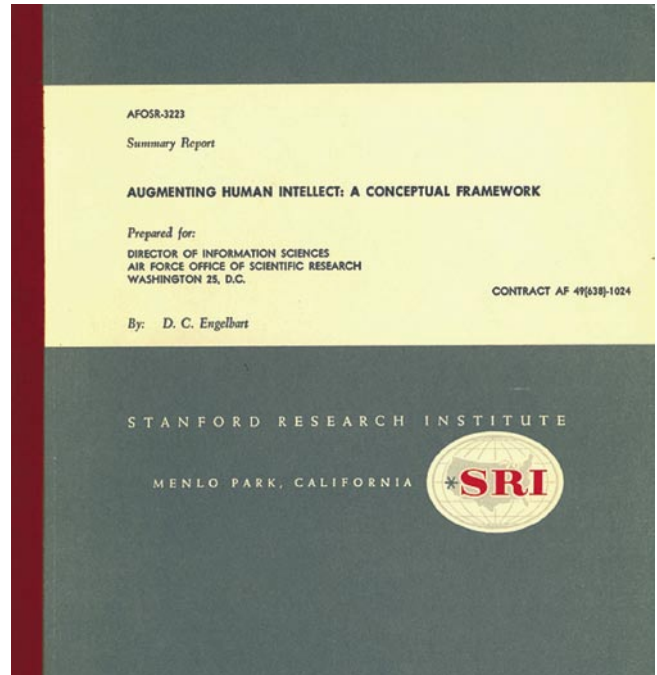 AFOSR-3223
Summary Report
AUGMENTING HUMAN INTELLECT: A CONCEPTUAL FRAMEWORK
Prepared for:
DIRECTOR OF INFORMATION SCIENCES
AIR FORCE OFFICE OF SCIENTIFIC RESEARCH
WASHINGTON 25, D.C.
CONTRACT AF 49(638)-1024
By: D. C. Engelbart
STANFORD RESEARCH INSTITUTE
MENLO PARK, CALIFORNIA
*SRI